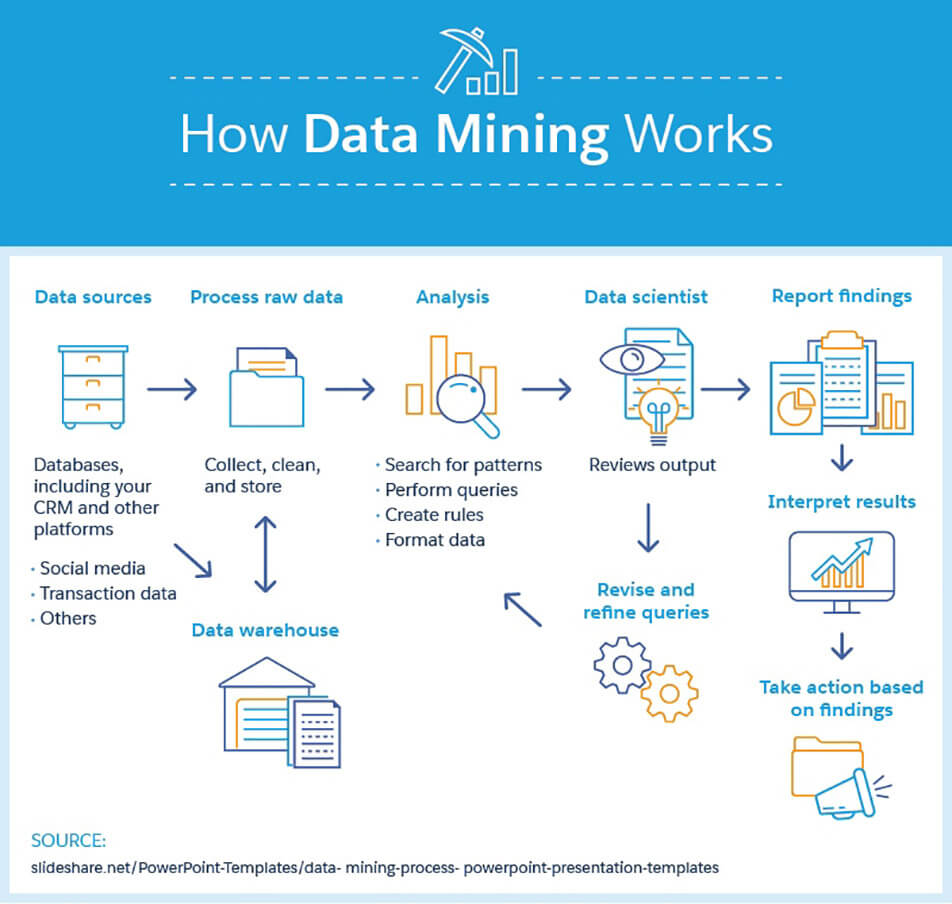 How Data Mining Works
Data sources
Databases,
including your
CRM and other
platforms
· Social media
· Transaction data
· Others
Process raw data
Collect, clean,
and store
Data warehouse
Analysis
· Search for patterns
· Perform queries
· Create rules
· Format data
Data scientist
Reviews output
Revise and
refine queries
Report findings
Interpret results
Take action based
on findings
SOURCE:
slideshare.net/PowerPoint-Templates/data- mining-process- powerpoint-presentation-templates